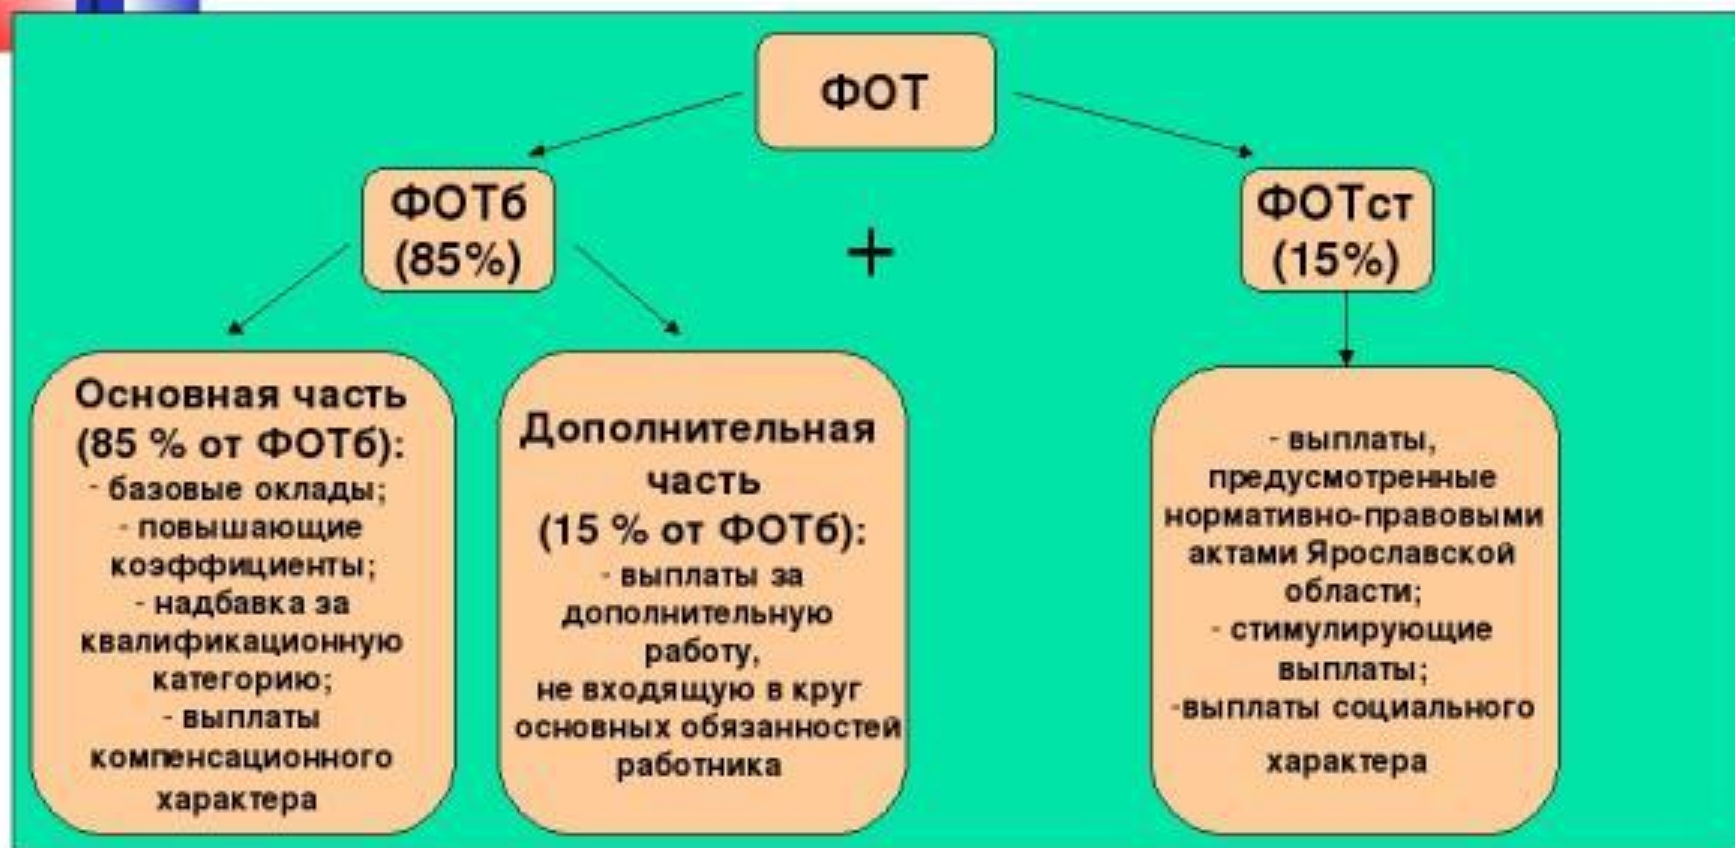 ФОТ
ФОТб
(85%)
+
ФОТст
(15%)
Основная часть
(85 % от ФОТб):
- базовые оклады;
- повышающие
коэффициенты;
- надбавка за
квалификационную
категорию;
- выплаты
компенсационного
характера
Дополнительная
часть
(15 % от ФОТб):
- выплаты за
дополнительную
работу,
не входящую в круг
основных обязанностей
работника
- выплаты,
предусмотренные
нормативно-правовыми
актами Ярославской
области;
- стимулирующие
выплаты;
-выплаты социального
характера